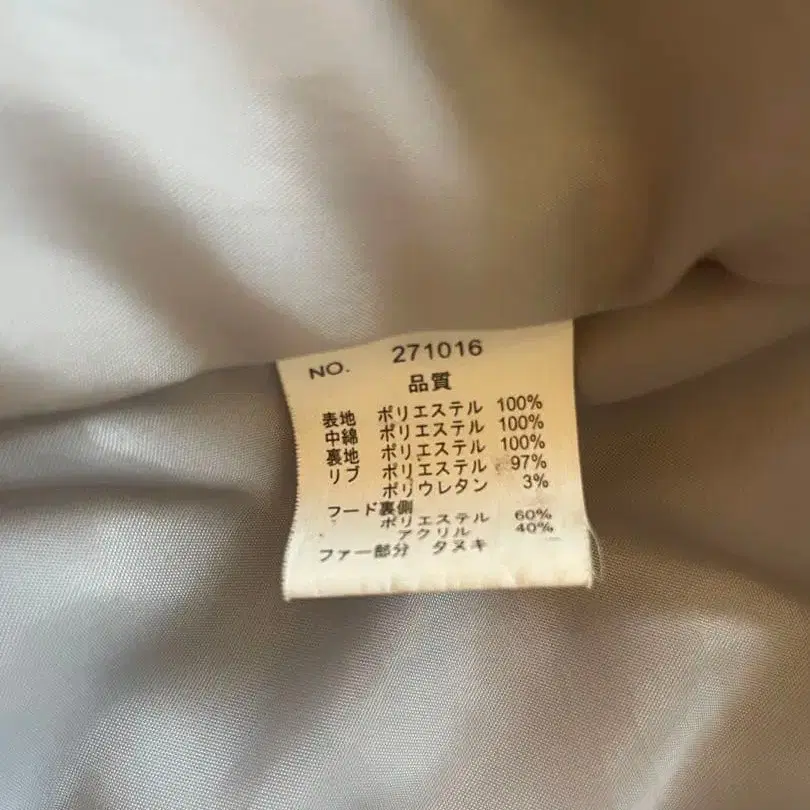 NO. 271016
品質
表地 ポリエステル 100%
中綿 ポリエステル 100%
裏地 ポリエステル 100%
リブ ポリエステル 97%
ポリウレタン 3%
フード裏側
ポリエステル 60%
アクリル 40%
ファー部分 タヌキ